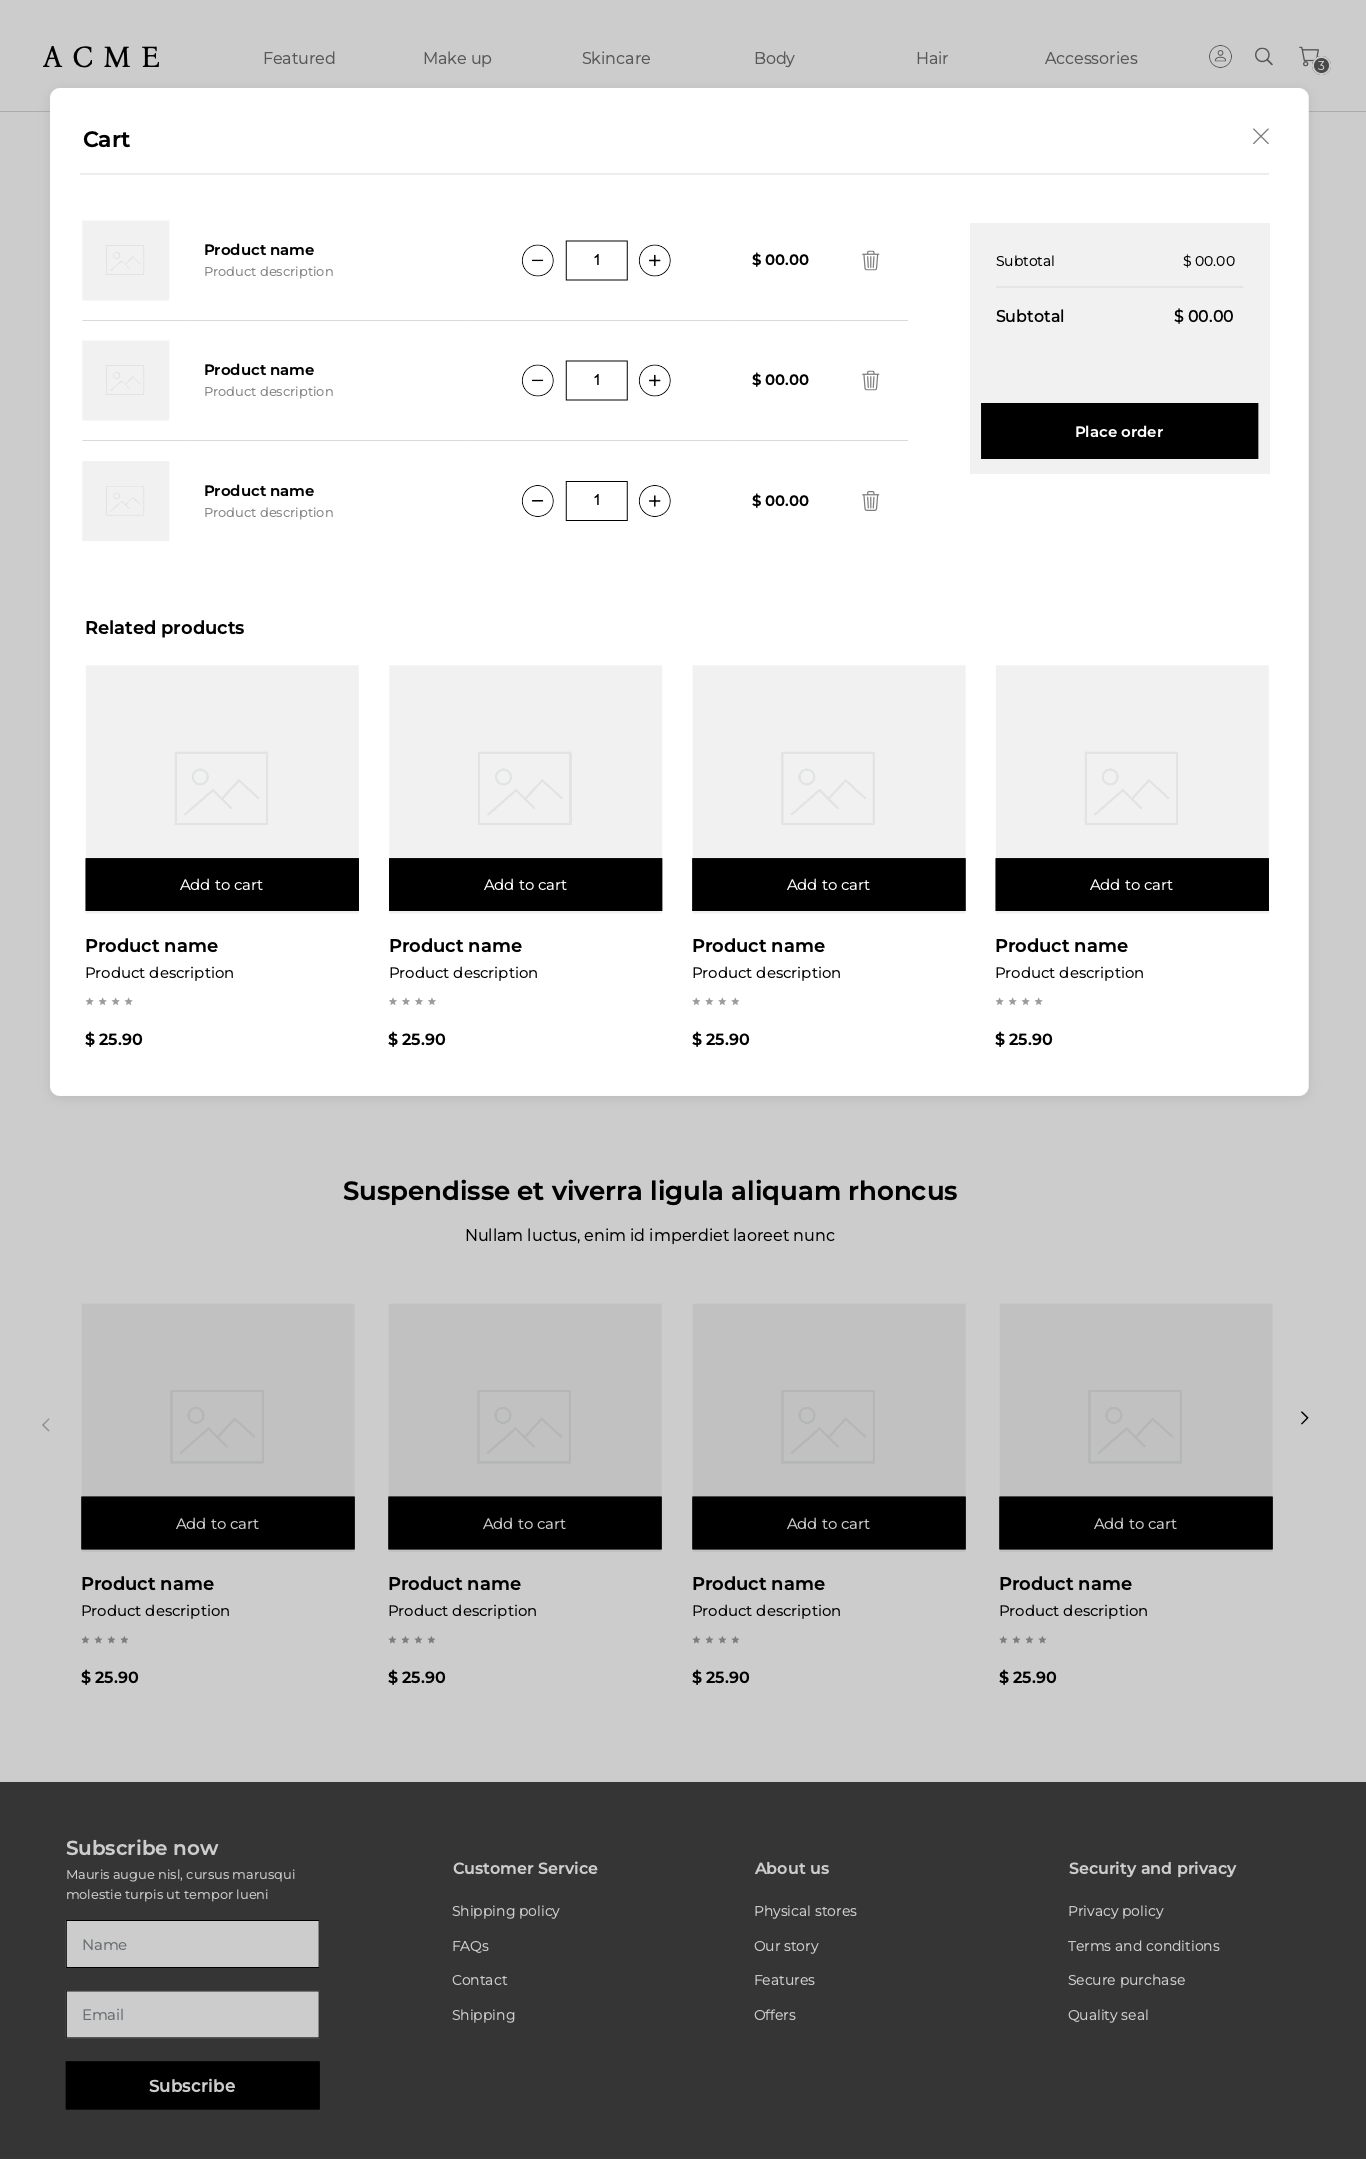 ACME
Featured
Make up
Skincare
Body
Hair
Accessories
3
Cart
Product name
Product description
1
$ 00.00
Product name
Product description
1
$ 00.00
Product name
Product description
1
$ 00.00
Subtotal
$ 00.00
Subtotal
$ 00.00
Place order
Related products
Add to cart
Add to cart
Add to cart
Add to cart
Product name
Product name
Product name
Product name
Product description
Product description
Product description
Product description
$ 25.90
$ 25.90
$ 25.90
$ 25.90
Suspendisse et viverra ligula aliquam rhoncus
Nullam luctus, enim id imperdiet laoreet nunc
Add to cart
Add to cart
Add to cart
Add to cart
Product name
Product name
Product name
Product name
Product description
Product description
Product description
Product description
$ 25.90
$ 25.90
$ 25.90
$ 25.90
Subscribe now
Mauris augue nisl, cursus marusqui
molestie turpis ut tempor lueni
Name
Email
Subscribe
Customer Service
Shipping policy
FAQs
Contact
Shipping
About us
Physical stores
Our story
Features
Offers
Security and privacy
Privacy policy
Terms and conditions
Secure purchase
Quality seal